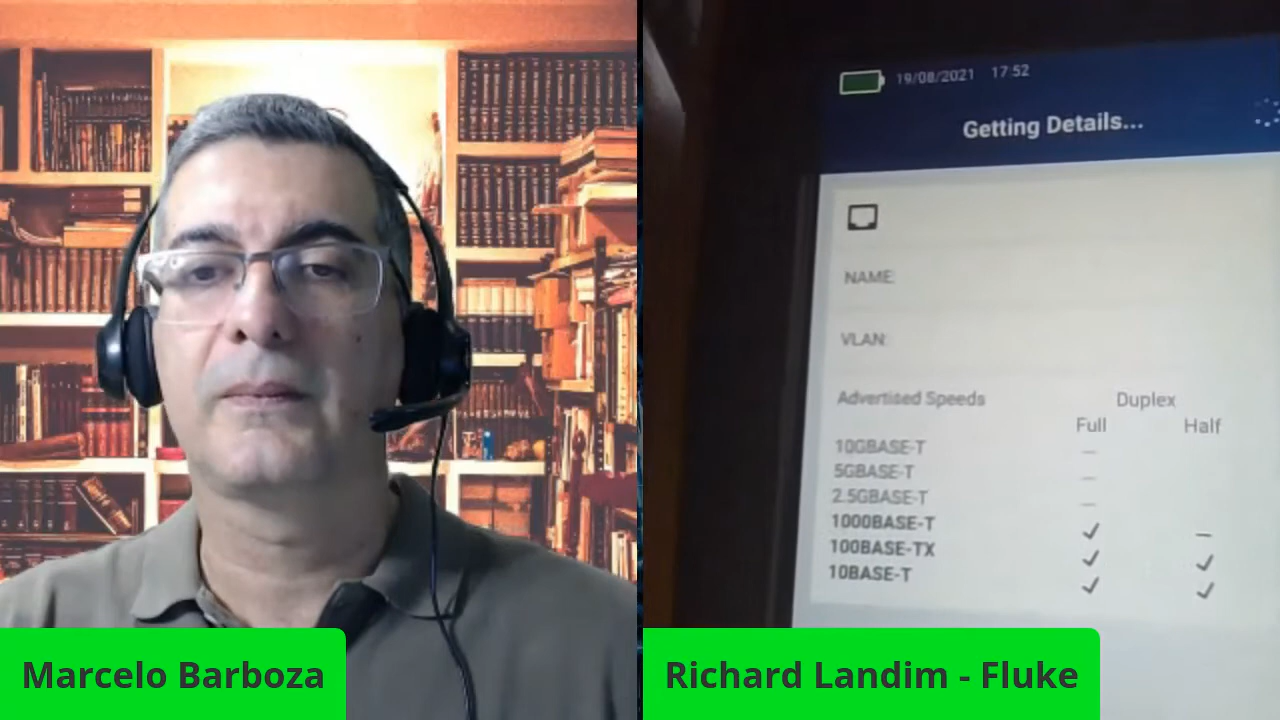 19/08/2021 17:52
Getting Details...
NAME:
VLAN:
Advertised Speeds Duplex
Full Half
10GBASE-T —
5GBASE-T —
2.5GBASE-T —
1000BASE-T ✓ —
100BASE-TX ✓ ✓
10BASE-T ✓ ✓
Marcelo Barboza
Richard Landim - Fluke